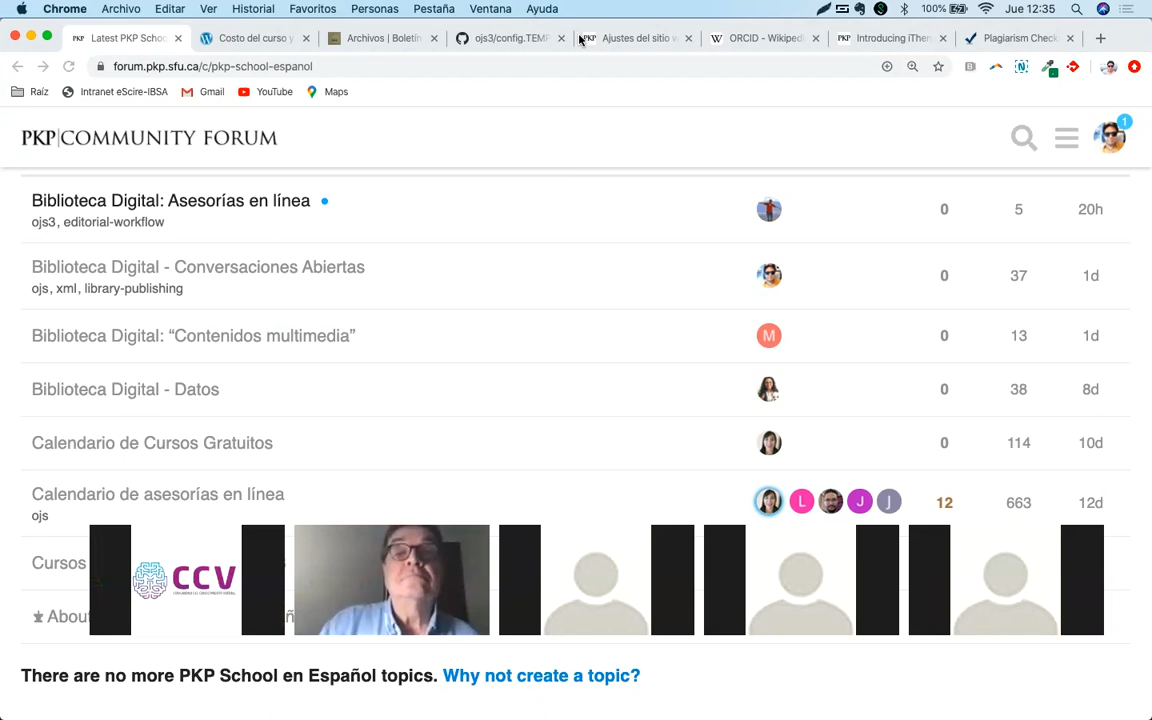 Chrome Archivo Editar Ver Historial Favoritos Personas Pestaña Ventana Ayuda 100% Jue 12:35
PKP Latest PKP Schoo Costo del curso y Archivos | Boletín ojs3/config.TEMP PKP Ajustes del sitio w W ORCID - Wikiped PKP Introducing iTher Plagiarism Check
forum.pkp.sfu.ca/c/pkp-school-espanol
Raíz Intranet eScire-IBSA Gmail YouTube Maps
PKP|COMMUNITY FORUM 1
Biblioteca Digital: Asesorías en línea 0 5 20h
ojs3, editorial-workflow
Biblioteca Digital - Conversaciones Abiertas 0 37 1d
ojs, xml, library-publishing
Biblioteca Digital: “Contenidos multimedia” M 0 13 1d
Biblioteca Digital - Datos 0 38 8d
Calendario de Cursos Gratuitos 0 114 10d
Calendario de asesorías en línea L J J 12 663 12d
ojs
Cursos
CCV
About
There are no more PKP School en Español topics. Why not create a topic?